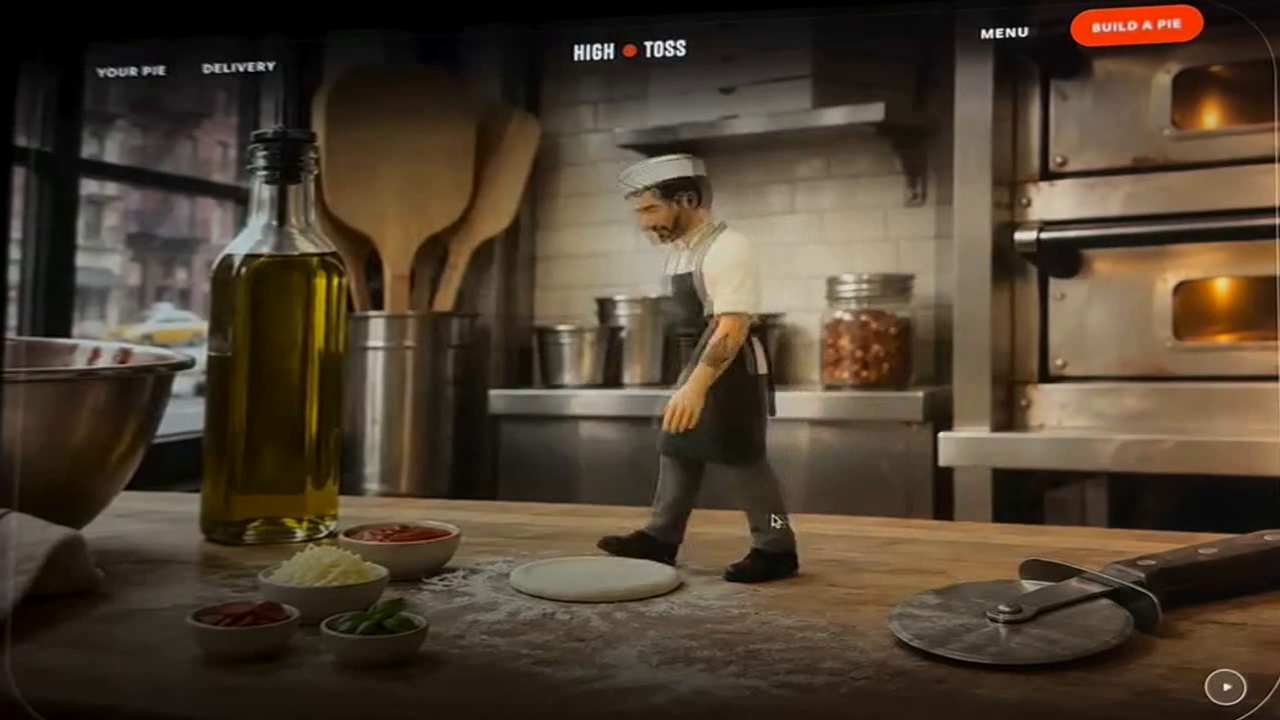 YOUR PIE
DELIVERY
HIGH TOSS
MENU
BUILD A PIE